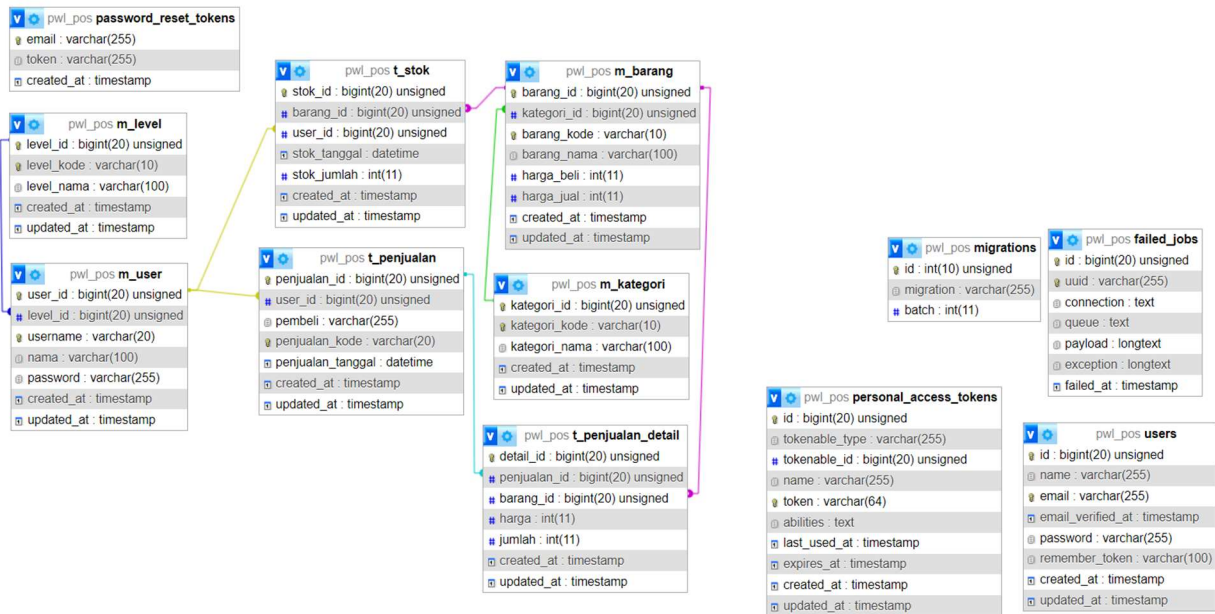 pwl_pos password_reset_tokens
email : varchar(255)
token : varchar(255)
created_at : timestamp
pwl_pos m_level
level_id : bigint(20) unsigned
level_kode : varchar(10)
level_nama : varchar(100)
created_at : timestamp
updated_at : timestamp
pwl_pos m_user
user_id : bigint(20) unsigned
level_id : bigint(20) unsigned
username : varchar(20)
nama : varchar(100)
password : varchar(255)
created_at : timestamp
updated_at : timestamp
pwl_pos t_stok
stok_id : bigint(20) unsigned
barang_id : bigint(20) unsigned
user_id : bigint(20) unsigned
stok_tanggal : datetime
stok_jumlah : int(11)
created_at : timestamp
updated_at : timestamp
pwl_pos t_penjualan
penjualan_id : bigint(20) unsigned
user_id : bigint(20) unsigned
pembeli : varchar(255)
penjualan_kode : varchar(20)
penjualan_tanggal : datetime
created_at : timestamp
updated_at : timestamp
pwl_pos m_barang
barang_id : bigint(20) unsigned
kategori_id : bigint(20) unsigned
barang_kode : varchar(10)
barang_nama : varchar(100)
harga_beli : int(11)
harga_jual : int(11)
created_at : timestamp
updated_at : timestamp
pwl_pos m_kategori
kategori_id : bigint(20) unsigned
kategori_kode : varchar(10)
kategori_nama : varchar(100)
created_at : timestamp
updated_at : timestamp
pwl_pos t_penjualan_detail
detail_id : bigint(20) unsigned
penjualan_id : bigint(20) unsigned
barang_id : bigint(20) unsigned
harga : int(11)
jumlah : int(11)
created_at : timestamp
updated_at : timestamp
pwl_pos migrations
id : int(10) unsigned
migration : varchar(255)
batch : int(11)
pwl_pos failed_jobs
id : bigint(20) unsigned
uuid : varchar(255)
connection : text
queue : text
payload : longtext
exception : longtext
failed_at : timestamp
pwl_pos personal_access_tokens
id : bigint(20) unsigned
tokenable_type : varchar(255)
tokenable_id : bigint(20) unsigned
name : varchar(255)
token : varchar(64)
abilities : text
last_used_at : timestamp
expires_at : timestamp
created_at : timestamp
updated_at : timestamp
pwl_pos users
id : bigint(20) unsigned
name : varchar(255)
email : varchar(255)
email_verified_at : timestamp
password : varchar(255)
remember_token : varchar(100)
created_at : timestamp
updated_at : timestamp